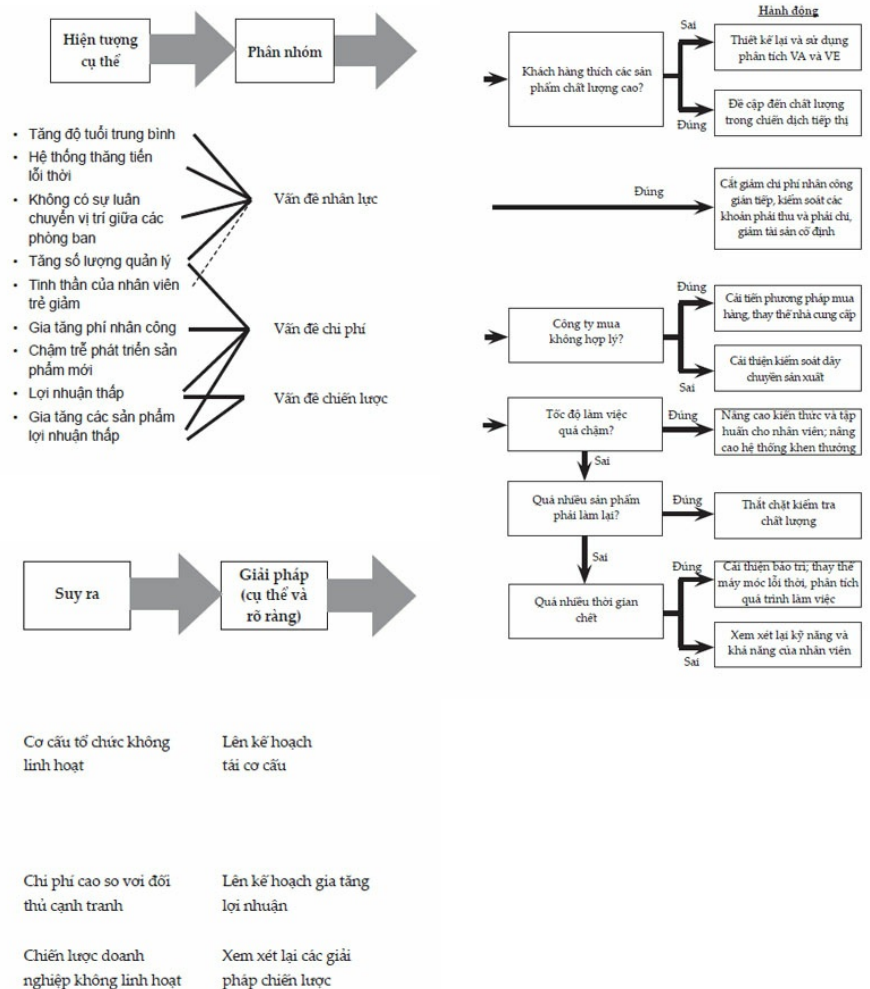 Hiện tượng
cụ thể
Phân nhóm
• Tăng độ tuổi trung bình
• Hệ thống thăng tiến
lỗi thời
• Không có sự luân
chuyển vị trí giữa các
phòng ban
• Tăng số lượng quản lý
• Tinh thần của nhân viên
trẻ giảm
• Gia tăng phí nhân công
• Chậm trễ phát triển sản
phẩm mới
• Lợi nhuận thấp
• Gia tăng các sản phẩm
lợi nhuận thấp
Vấn đề nhân lực
Vấn đề chi phí
Vấn đề chiến lược
Suy ra
Giải pháp
(cụ thể và
rõ ràng)
Cơ cấu tổ chức không
linh hoạt
Lên kế hoạch
tái cơ cấu
Chi phí cao so vơi đối
thủ cạnh tranh
Lên kế hoạch gia tăng
lợi nhuận
Chiến lược doanh
nghiệp không linh hoạt
Xem xét lại các giải
pháp chiến lược
Hành động
Khách hàng thích các sản
phẩm chất lượng cao?
Sai
Thiết kế lại và sử dụng
phân tích VA và VE
Đúng
Đề cập đến chất lượng
trong chiến dịch tiếp thị
Đúng
Cắt giảm chi phí nhân công
gián tiếp, kiểm soát các
khoản phải thu và phải chi,
giảm tài sản cố định
Công ty mua
không hợp lý?
Đúng
Cải tiến phương pháp mua
hàng, thay thế nhà cung cấp
Sai
Cải thiện kiểm soát dây
chuyền sản xuất
Tốc độ làm việc
quá chậm?
Đúng
Nâng cao kiến thức và tập
huấn cho nhân viên; nâng
cao hệ thống khen thưởng
Sai
Quá nhiều sản phẩm
phải làm lại?
Đúng
Thắt chặt kiểm tra
chất lượng
Sai
Quá nhiều thời gian
chết
Đúng
Cải thiện bảo trì; thay thế
máy móc lỗi thời, phân tích
quá trình làm việc
Sai
Xem xét lại kỹ năng và
khả năng của nhân viên